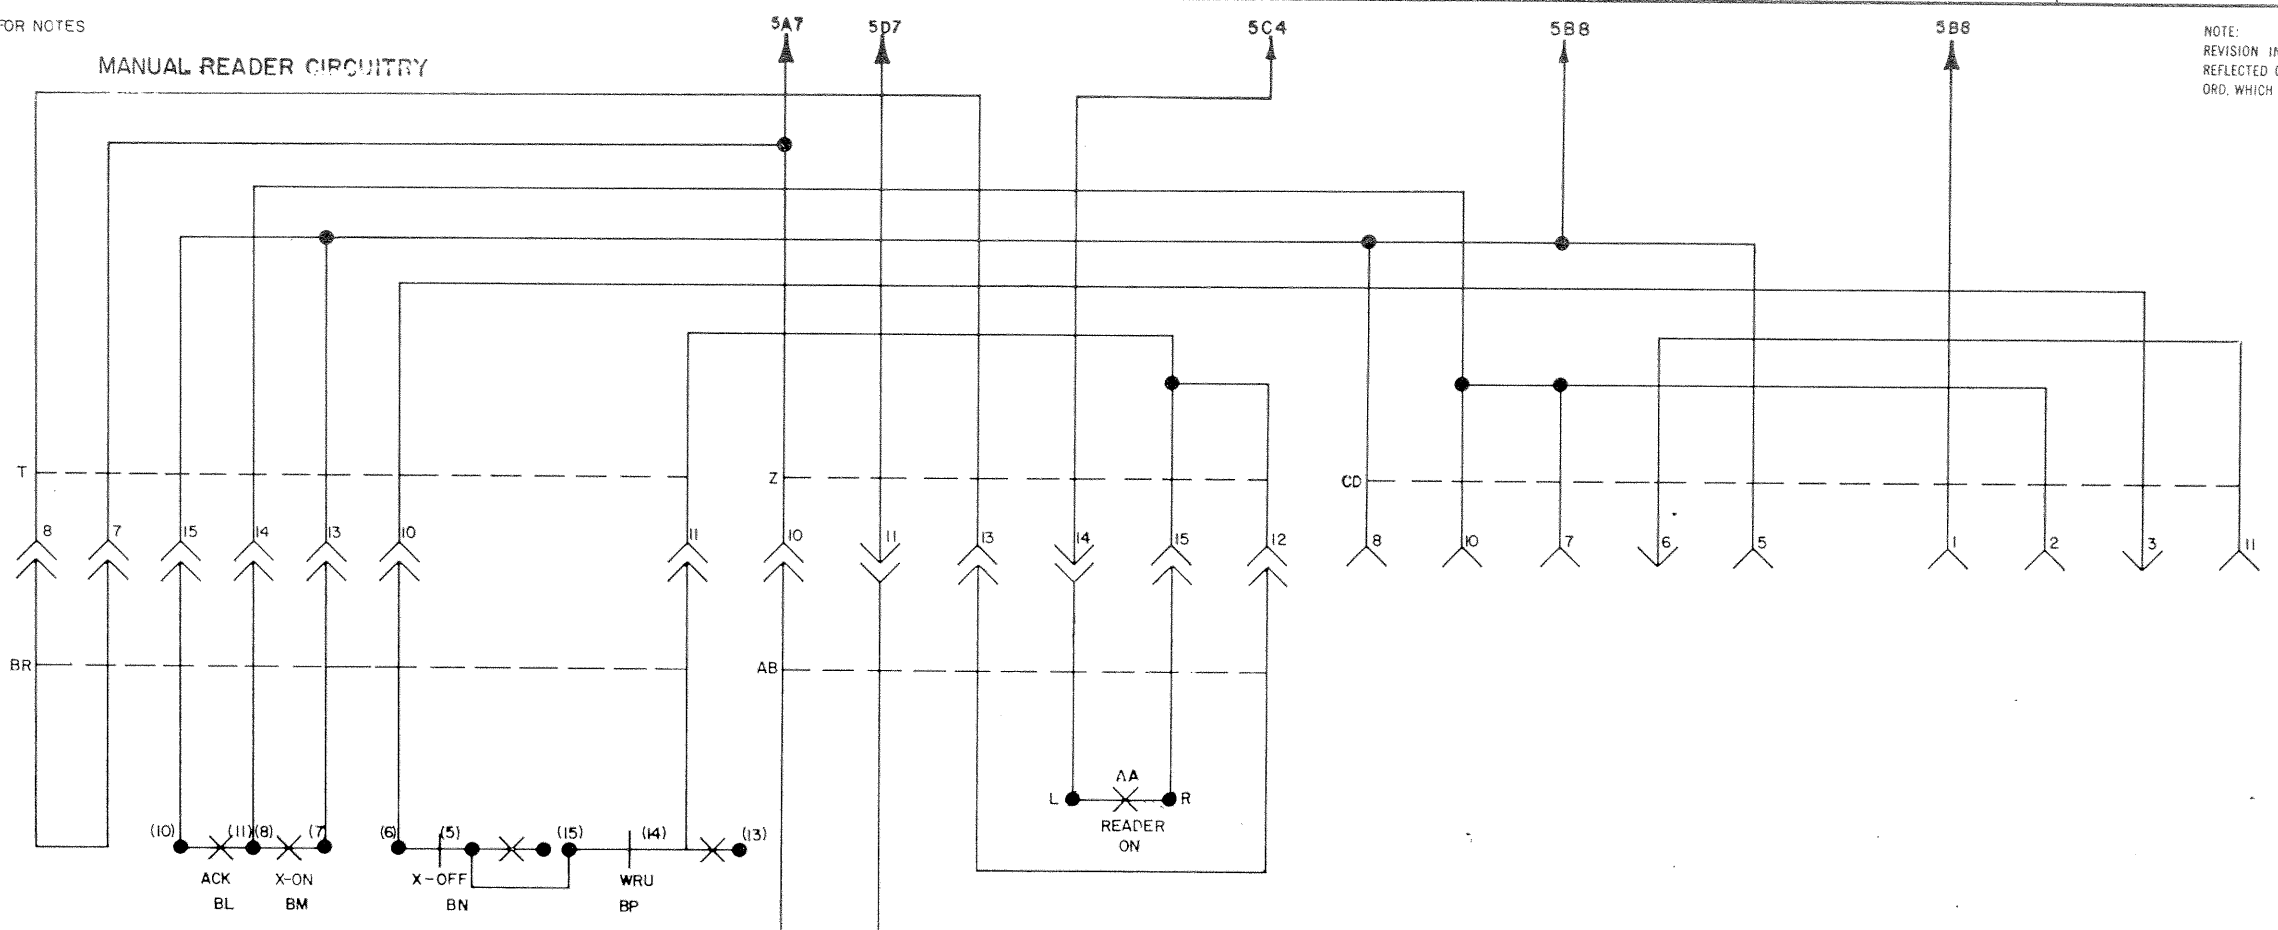 FOR NOTES
MANUAL READER CIRCUITRY
5A7
5D7
5C4
5B8
5B8
NOTE:
REVISION IN
REFLECTED
ORD, WHICH
T
Z
CD
8 7 15 14 13 10 11 10 11 13 14 15 12 8 10 7 6 5 1 2 3 11
BR
AB
AA
L R
READER
ON
(10) (11) (8) (7) (6) (5) (15) (14) (13)
ACK X-ON X-OFF WRU
BL BM BN BP